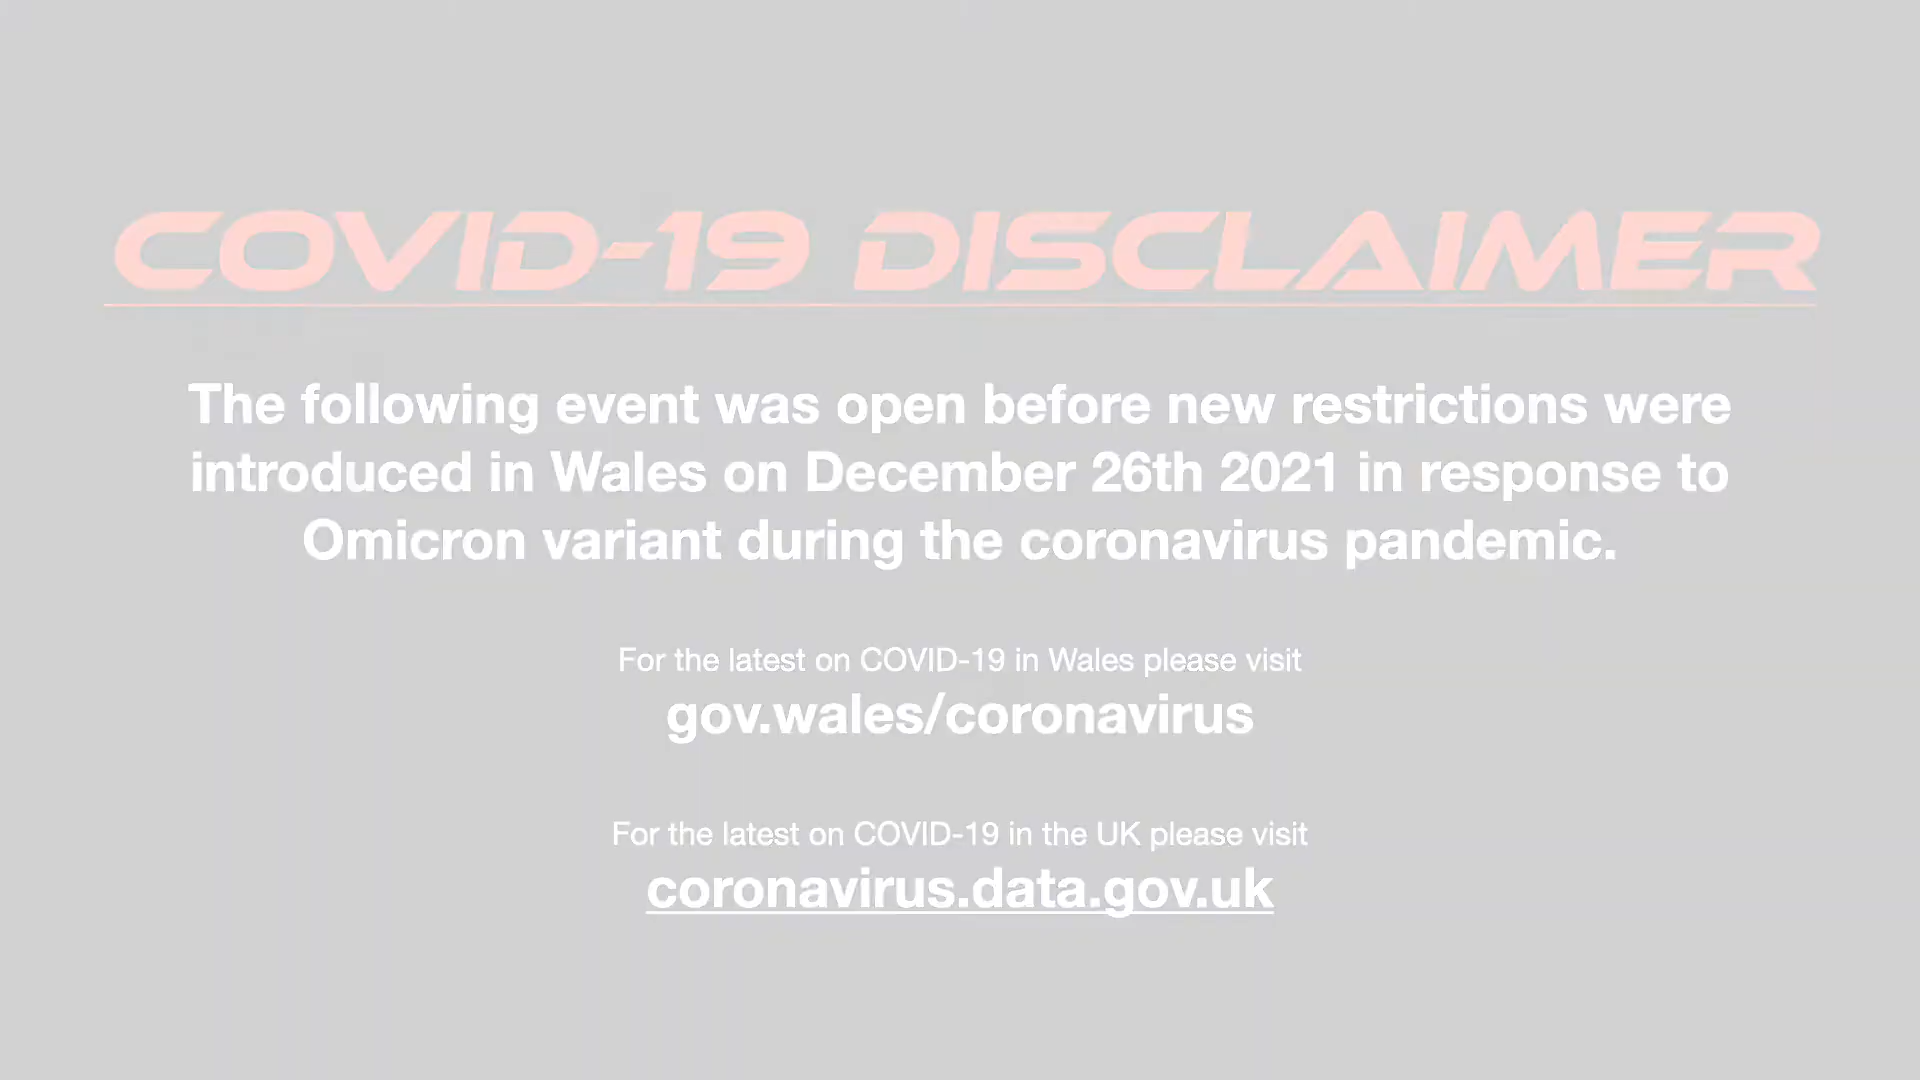 COVID-19 DISCLAIMER
The following event was open before new restrictions were
introduced in Wales on December 26th 2021 in response to
Omicron variant during the coronavirus pandemic.
For the latest on COVID-19 in Wales please visit
gov.wales/coronavirus
For the latest on COVID-19 in the UK please visit
coronavirus.data.gov.uk